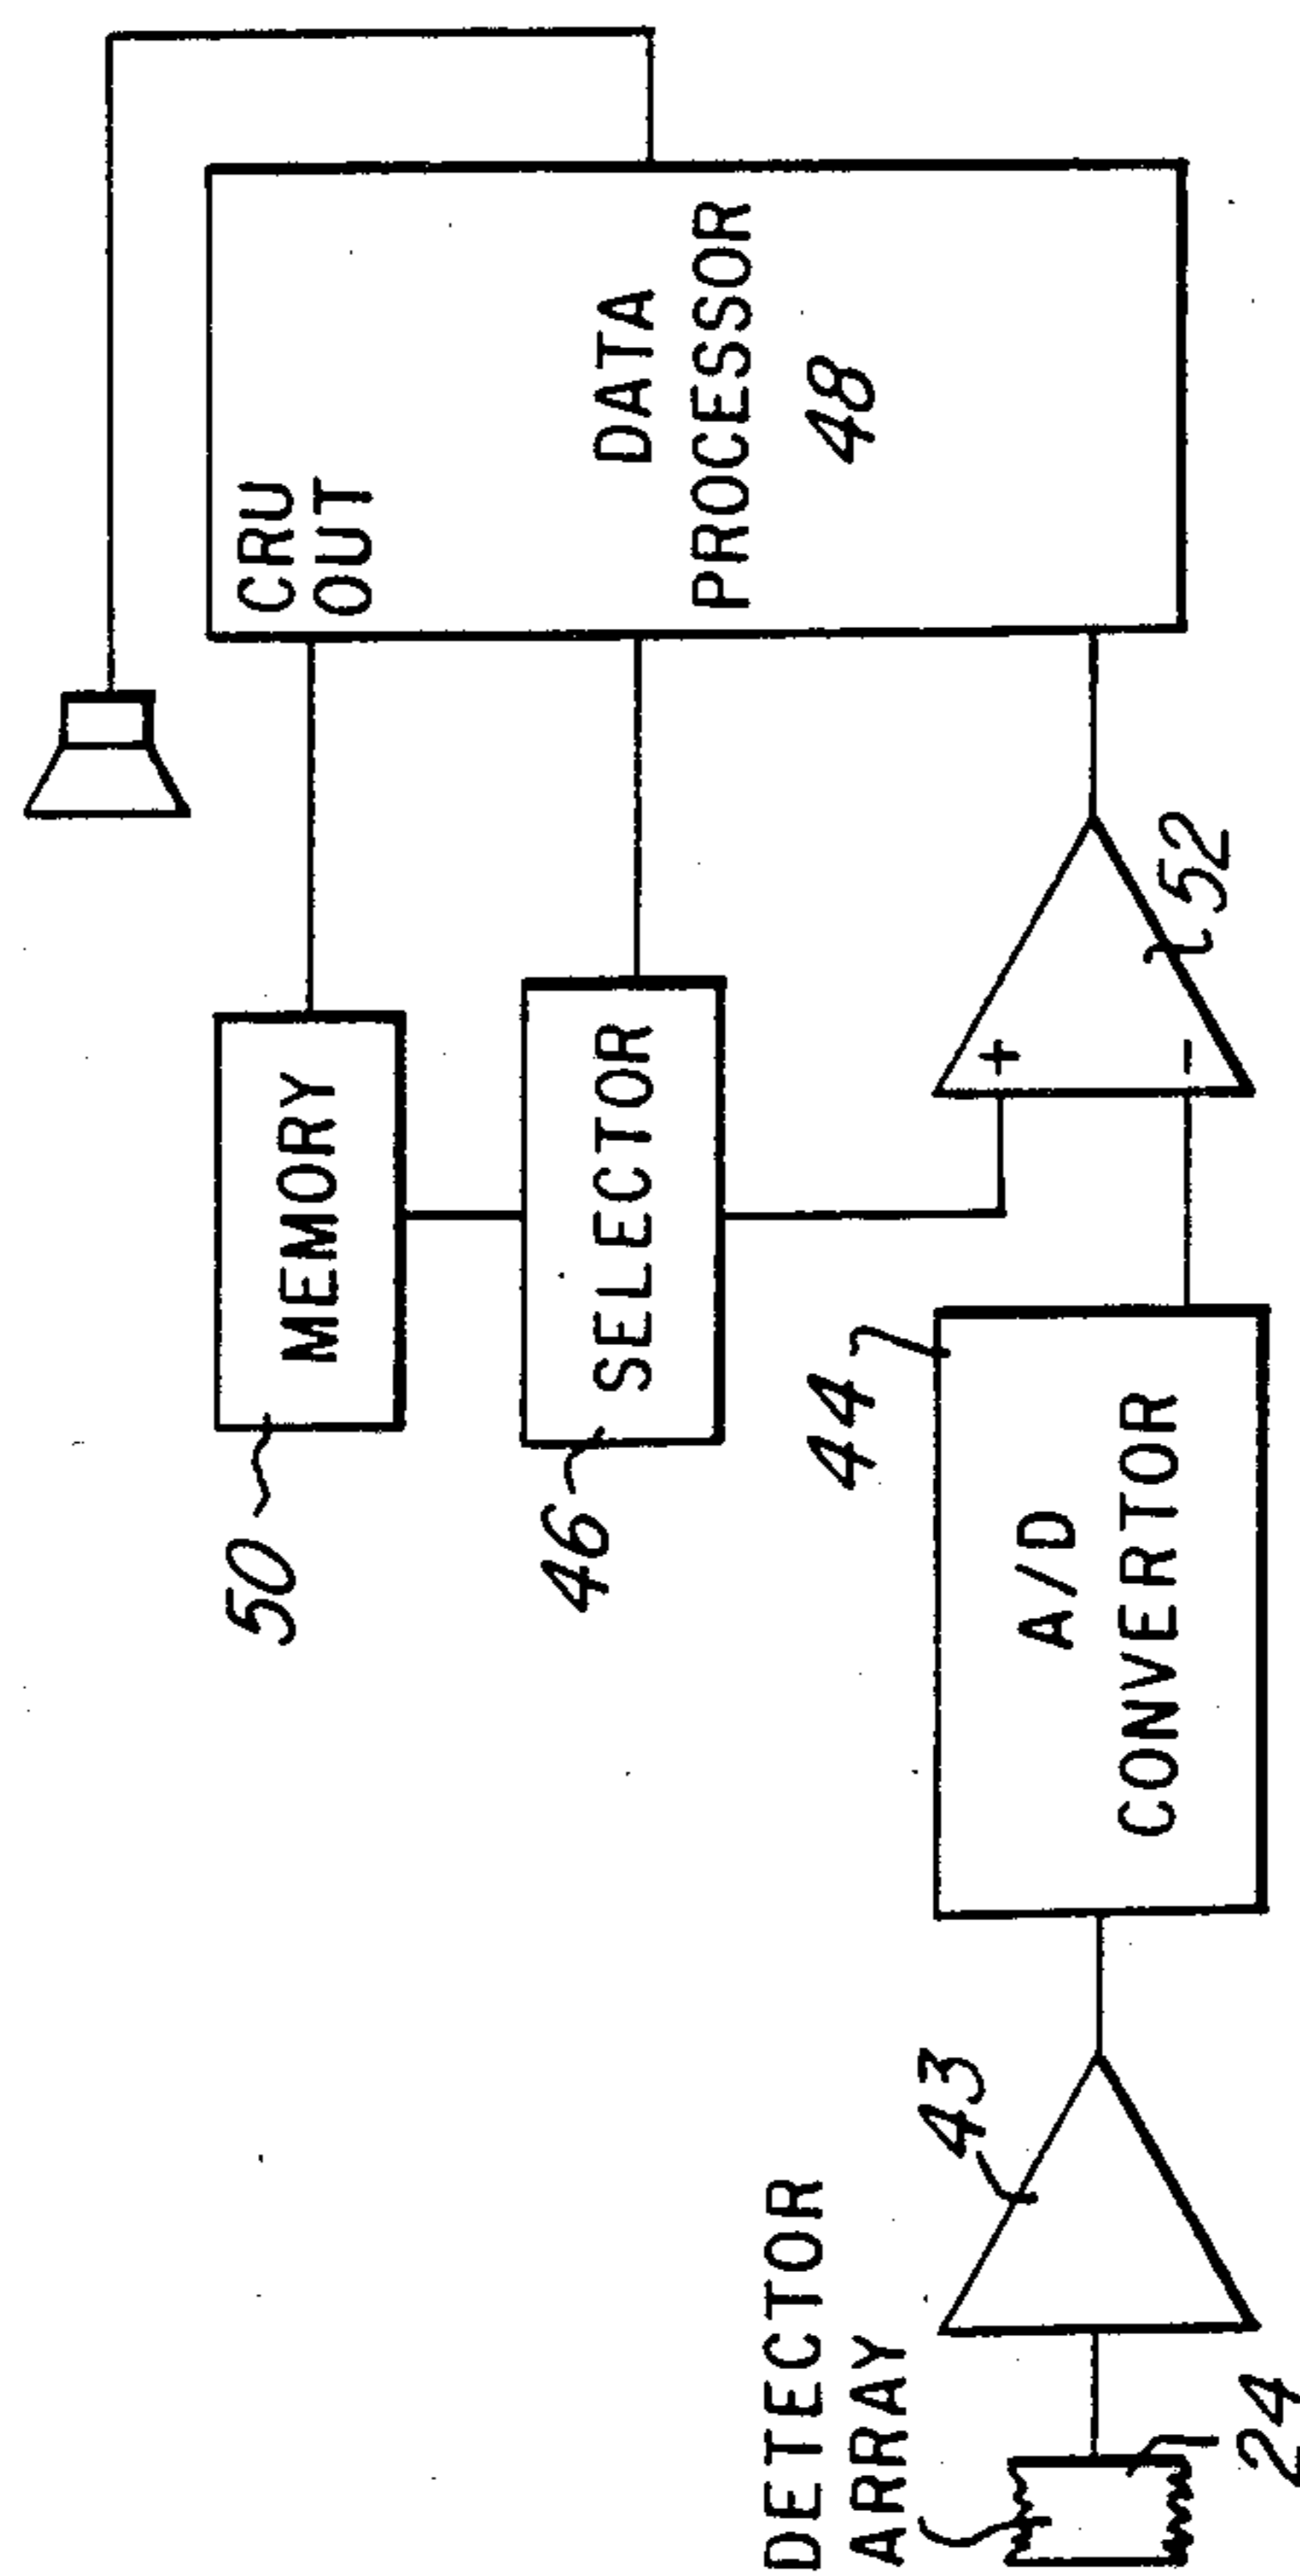 CRU
OUT
DATA
PROCESSOR
48
50
MEMORY
46
SELECTOR
+
-
52
44
A/D
CONVERTOR
43
DETECTOR
ARRAY
24